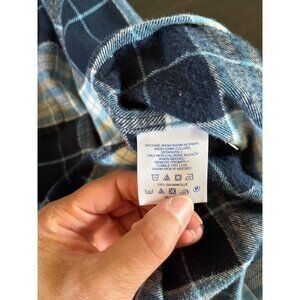 MACHINE WASH WARM SEPARATE
WASH DARK COLORS
SEPARATELY
ONLY NON-CHLORINE BLEACH
WHEN NEEDED
REMOVE PROMPTLY
TUMBLE DRY LOW
WARM IRON IF NEEDED
100% BAUMWOLLE